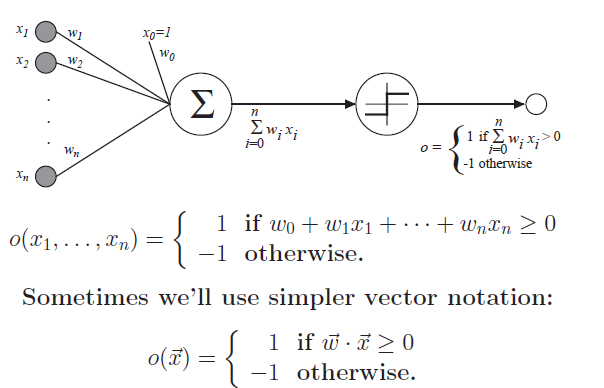 x₁ w₁ x₀=1
x₂ w₂ w₀
.
.
.
wₙ
xₙ
Σ
n
Σ wᵢ xᵢ
i=0
o = { 1 if n Σ i=0 wᵢ xᵢ > 0
-1 otherwise
o(x₁, . . . , xₙ) = { 1 if w₀ + w₁x₁ + · · · + wₙxₙ ≥ 0
−1 otherwise.
Sometimes we'll use simpler vector notation:
o(x⃗) = { 1 if w⃗ · x⃗ ≥ 0
−1 otherwise.